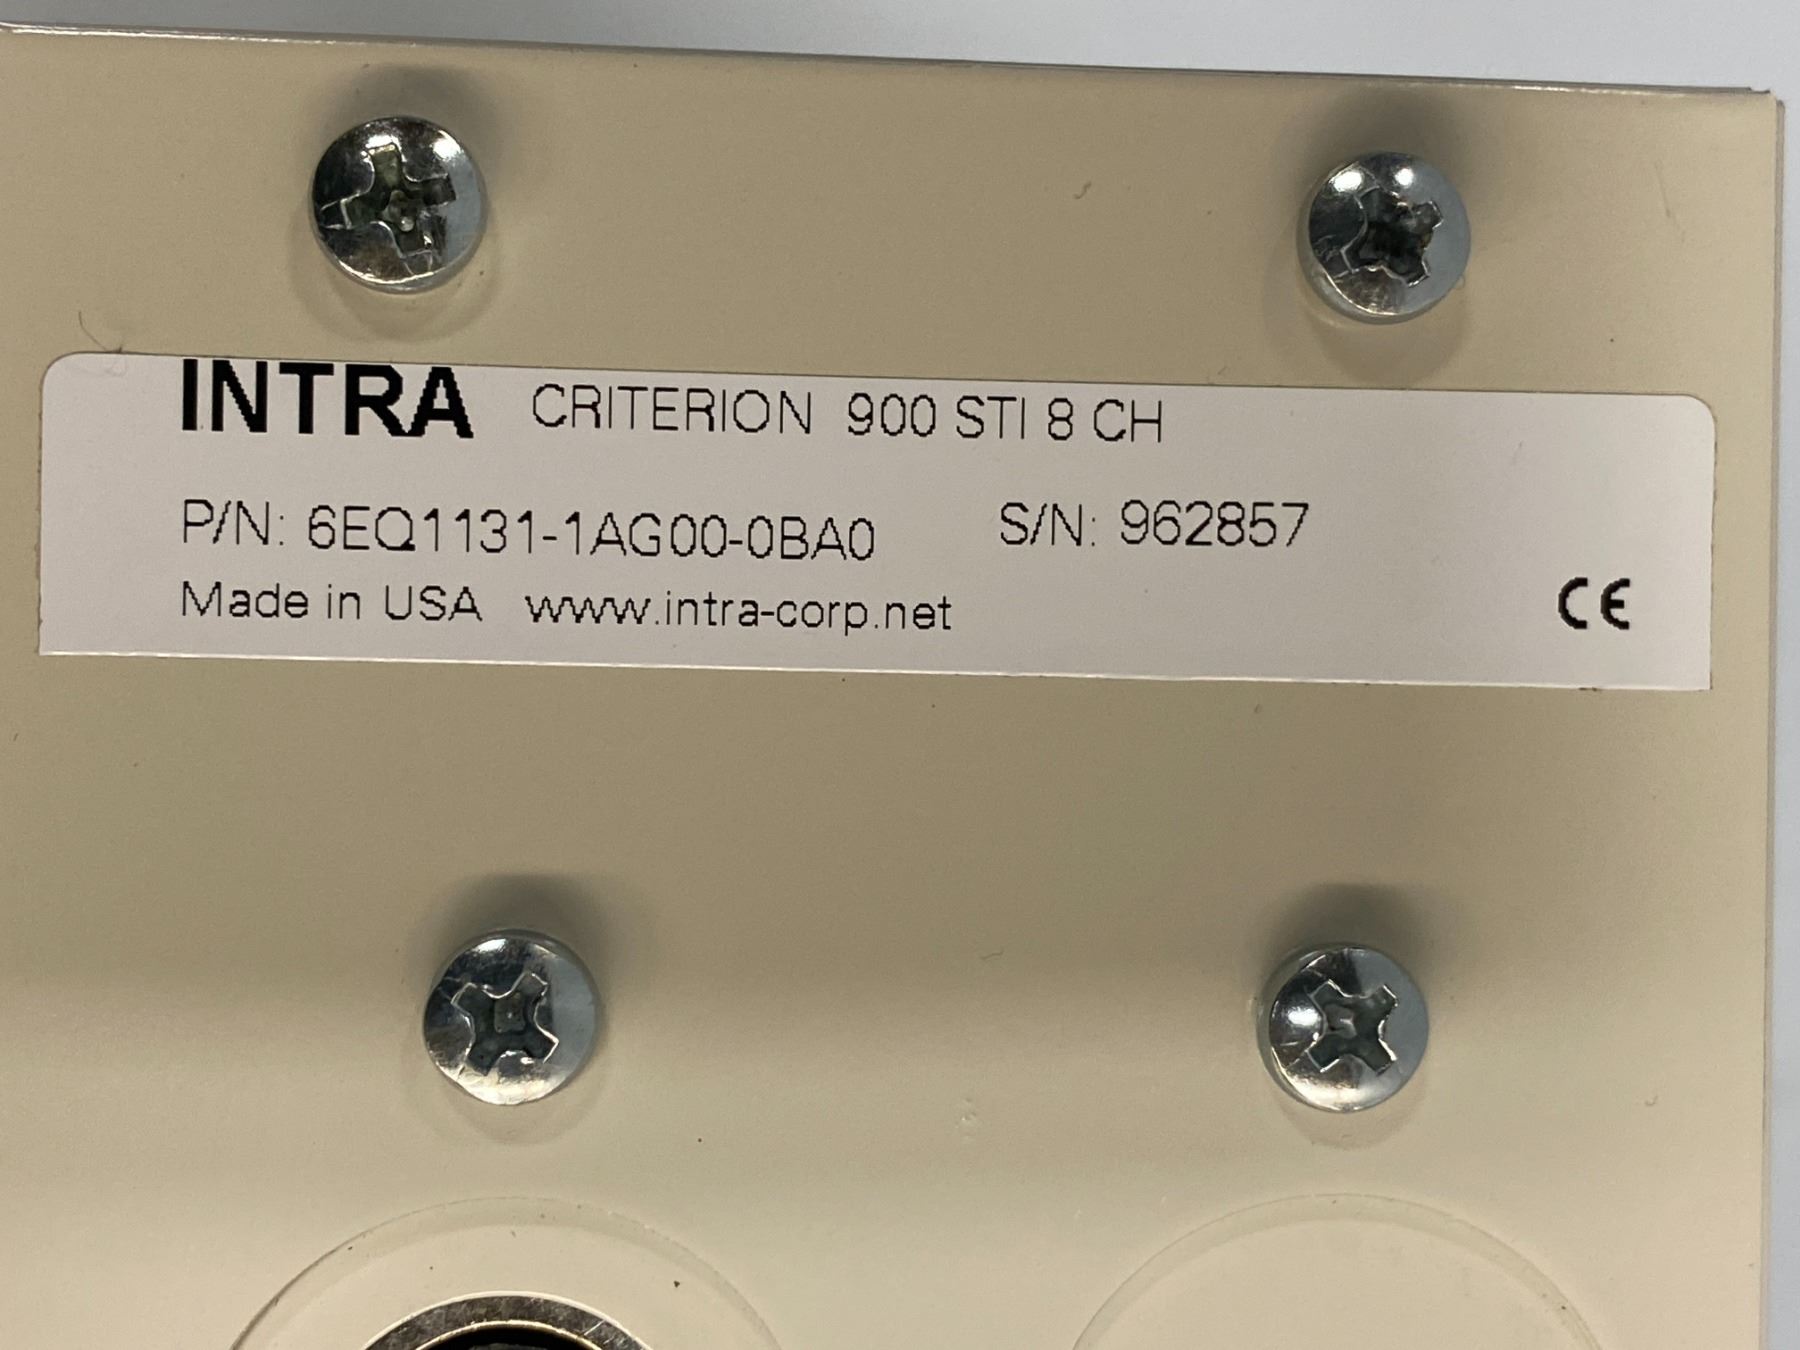 INTRA CRITERION 900 STI 8 CH
P/N: 6EQ1131-1AG00-0BA0 S/N: 962857
Made in USA www.intra-corp.net CE